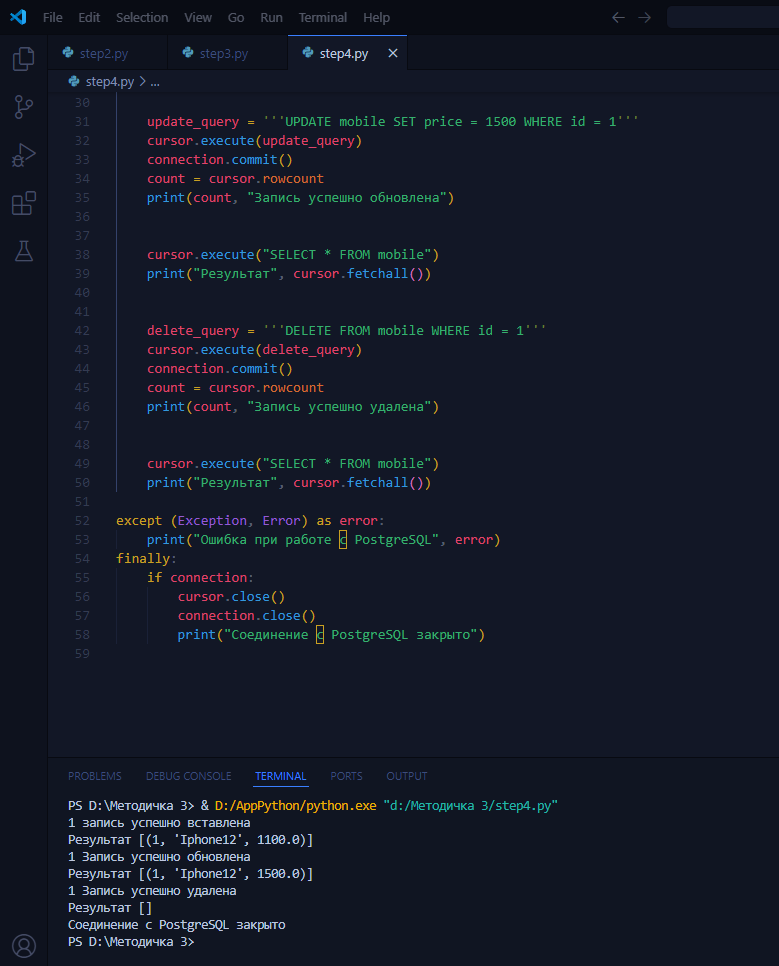 File Edit Selection View Go Run Terminal Help
step2.py step3.py step4.py
step4.py > ...
30
31 update_query = '''UPDATE mobile SET price = 1500 WHERE id = 1'''
32 cursor.execute(update_query)
33 connection.commit()
34 count = cursor.rowcount
35 print(count, "Запись успешно обновлена")
36
37
38 cursor.execute("SELECT * FROM mobile")
39 print("Результат", cursor.fetchall())
40
41
42 delete_query = '''DELETE FROM mobile WHERE id = 1'''
43 cursor.execute(delete_query)
44 connection.commit()
45 count = cursor.rowcount
46 print(count, "Запись успешно удалена")
47
48
49 cursor.execute("SELECT * FROM mobile")
50 print("Результат", cursor.fetchall())
51
52 except (Exception, Error) as error:
53 print("Ошибка при работе с PostgreSQL", error)
54 finally:
55 if connection:
56 cursor.close()
57 connection.close()
58 print("Соединение с PostgreSQL закрыто")
59
PROBLEMS DEBUG CONSOLE TERMINAL PORTS OUTPUT
PS D:\Методичка 3> & D:/AppPython/python.exe "d:/Методичка 3/step4.py"
1 запись успешно вставлена
Результат [(1, 'Iphone12', 1100.0)]
1 Запись успешно обновлена
Результат [(1, 'Iphone12', 1500.0)]
1 Запись успешно удалена
Результат []
Соединение с PostgreSQL закрыто
PS D:\Методичка 3>